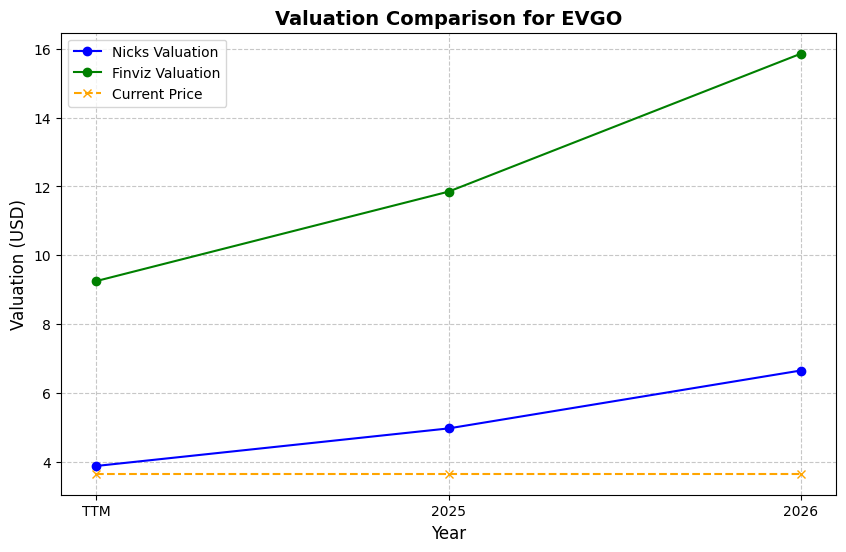 Valuation Comparison for EVGO
Nicks Valuation
Finviz Valuation
Current Price
Valuation (USD)
16
14
12
10
8
6
4
TTM
2025
2026
Year